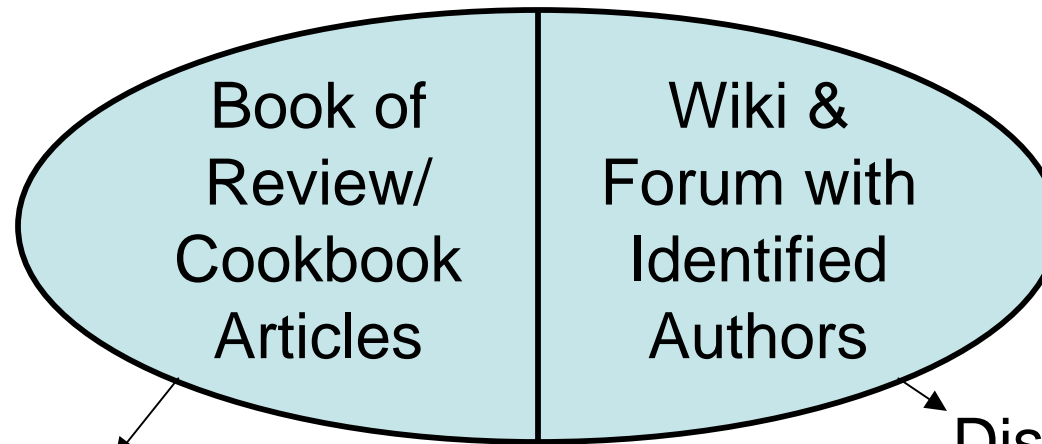 Book of
Review/
Cookbook
Articles
Wiki &
Forum with
Identified
Authors